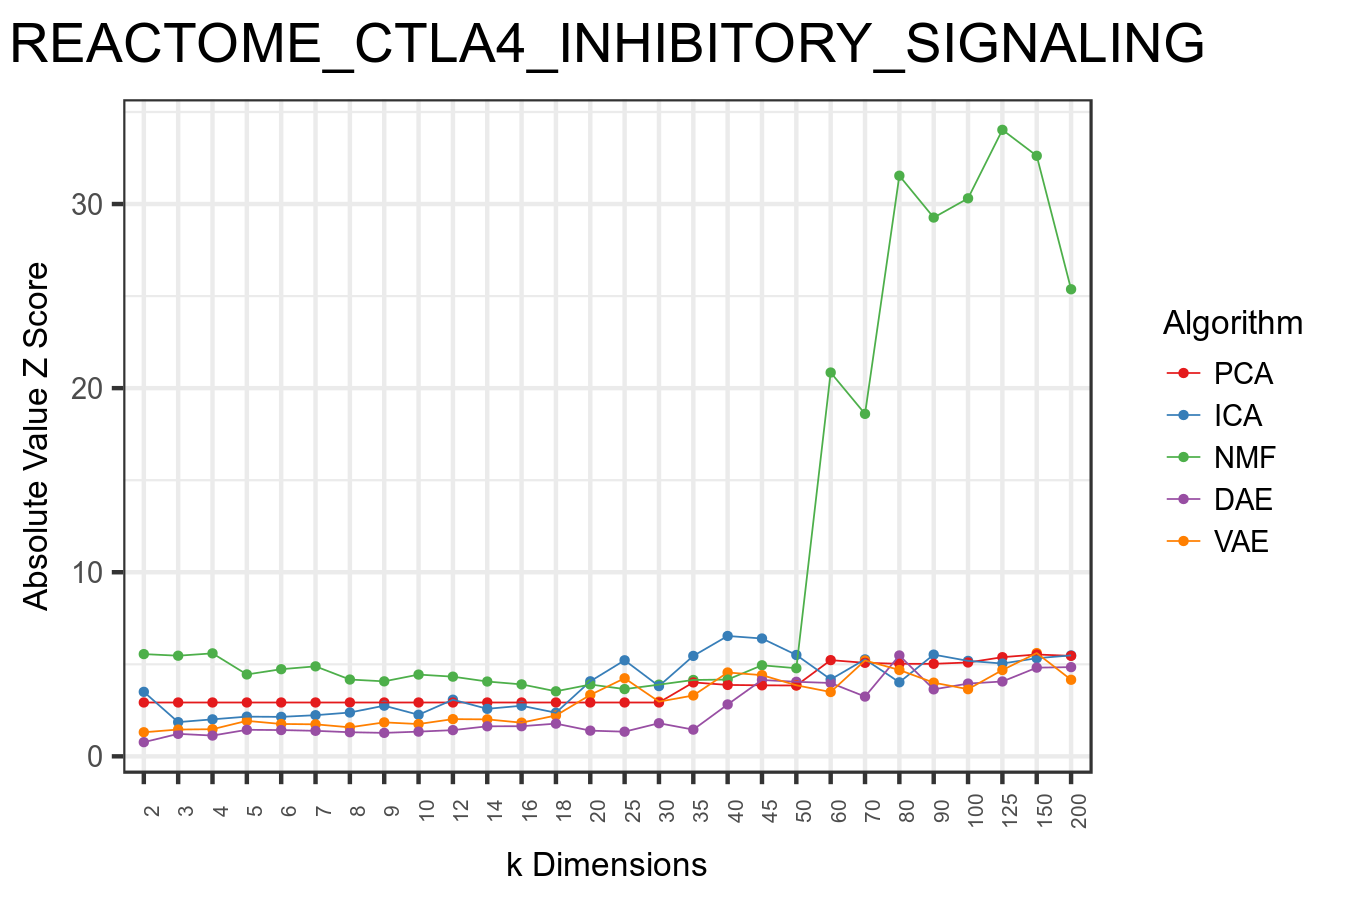 REACTOME_CTLA4_INHIBITORY_SIGNALING
Absolute Value Z Score
30
20
10
0
2 3 4 5 6 7 8 9 10 12 14 16 18 20 25 30 35 40 45 50 60 70 80 90 100 125 150 200
k Dimensions
Algorithm
PCA
ICA
NMF
DAE
VAE